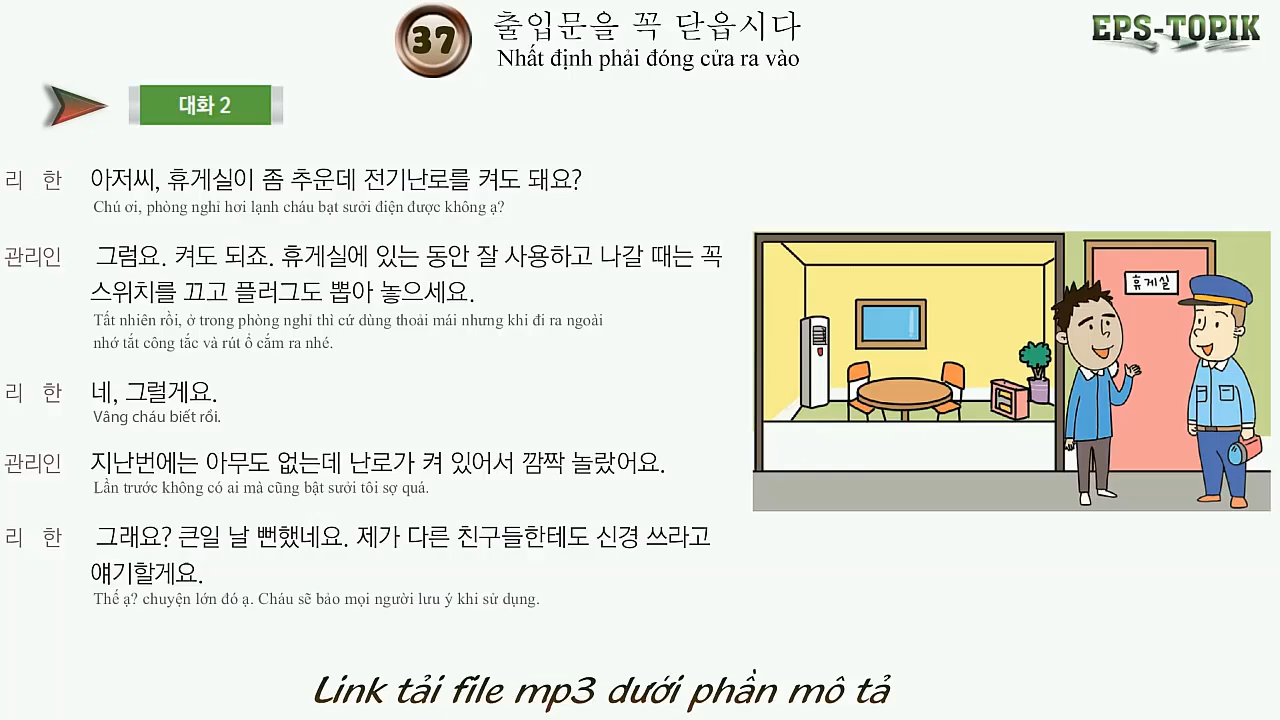 37
출입문을 꼭 닫읍시다
Nhất định phải đóng cửa ra vào
EPS-TOPIK
대화 2
리 한 아저씨, 휴게실이 좀 추운데 전기난로를 켜도 돼요?
Chú ơi, phòng nghỉ hơi lạnh cháu bạt sưởi điện được không ạ?
관리인 그럼요. 켜도 되죠. 휴게실에 있는 동안 잘 사용하고 나갈 때는 꼭
스위치를 끄고 플러그도 뽑아 놓으세요.
Tất nhiên rồi, ở trong phòng nghỉ thì cứ dùng thoải mái nhưng khi đi ra ngoài
nhớ tắt công tắc và rút ổ cắm ra nhé.
리 한 네, 그럴게요.
Vâng cháu biết rồi.
관리인 지난번에는 아무도 없는데 난로가 켜 있어서 깜짝 놀랐어요.
Lần trước không có ai mà cũng bật sưởi tôi sợ quá.
리 한 그래요? 큰일 날 뻔했네요. 제가 다른 친구들한테도 신경 쓰라고
얘기할게요.
Thế ạ? chuyện lớn đó ạ. Cháu sẽ bảo mọi người lưu ý khi sử dụng.
휴게실
Link tải file mp3 dưới phần mô tả